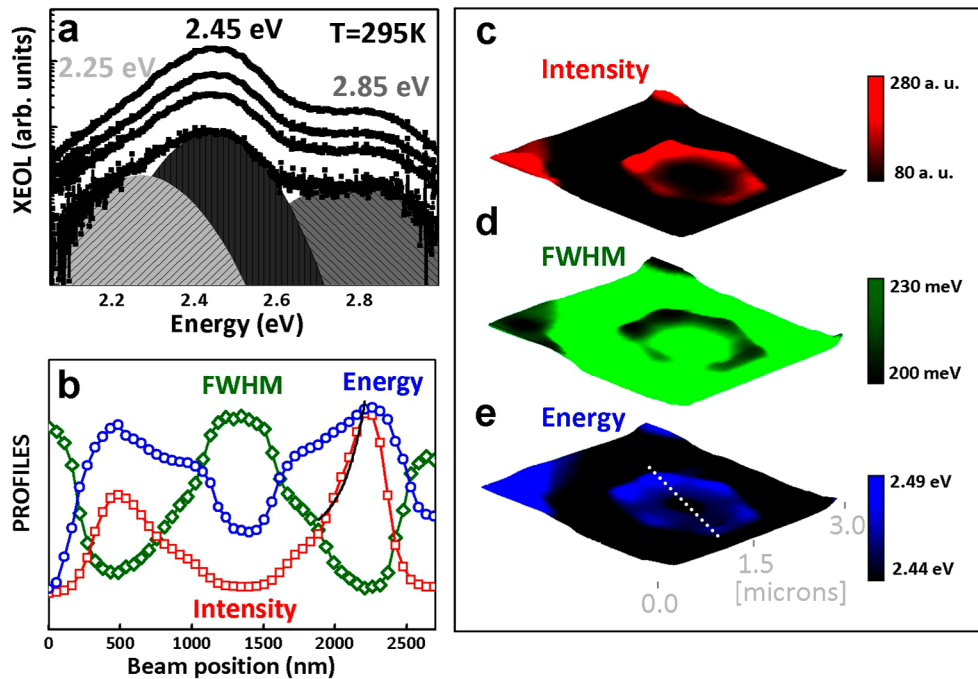 a
2.45 eV
T=295K
2.25 eV
2.85 eV
XEOL (arb. units)
2.2
2.4
2.6
2.8
Energy (eV)
b
FWHM
Energy
PROFILES
Intensity
0
500
1000
1500
2000
2500
Beam position (nm)
c
Intensity
280 a. u.
80 a. u.
d
FWHM
230 meV
200 meV
e
Energy
2.49 eV
2.44 eV
3.0
1.5
[microns]
0.0